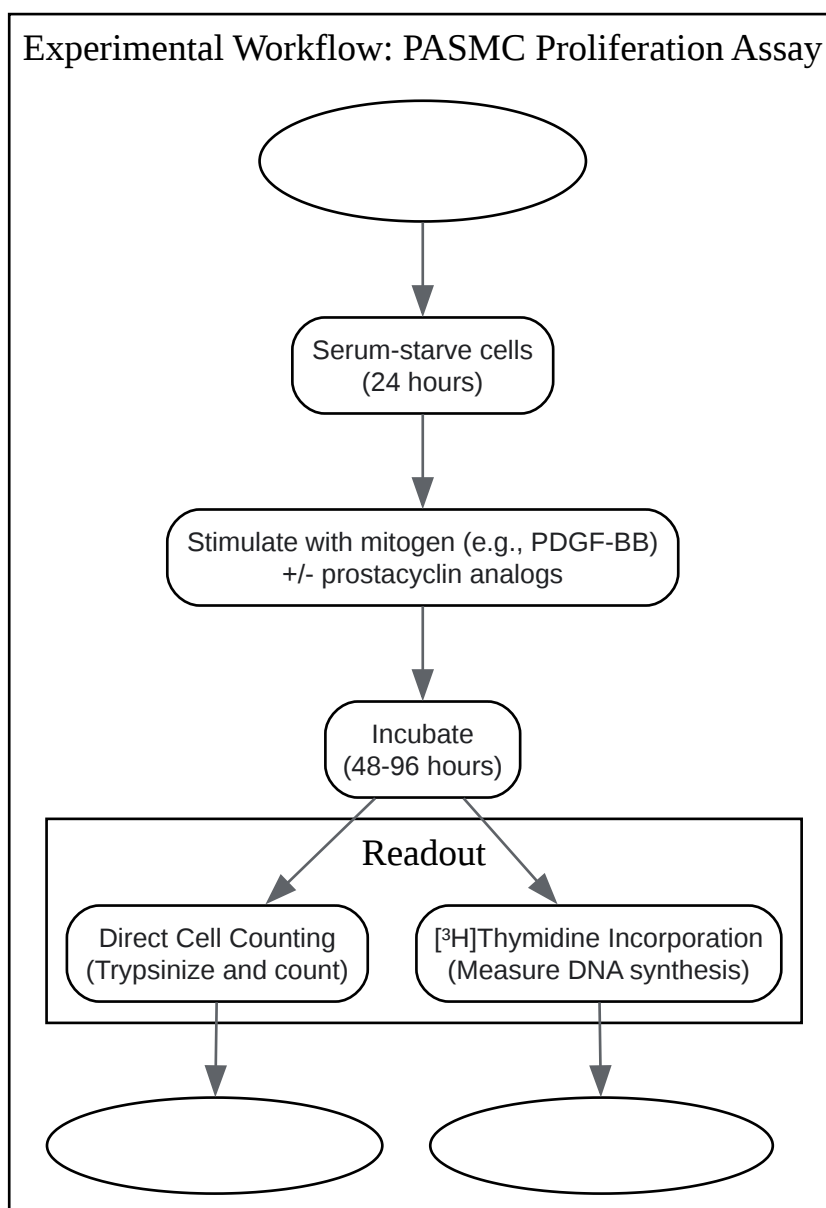 Experimental Workflow: PASMC Proliferation Assay
Serum-starve cells
(24 hours)
Stimulate with mitogen (e.g., PDGF-BB)
+/- prostacyclin analogs
Incubate
(48-96 hours)
Readout
Direct Cell Counting
(Trypsinize and count)
[³H]Thymidine Incorporation
(Measure DNA synthesis)